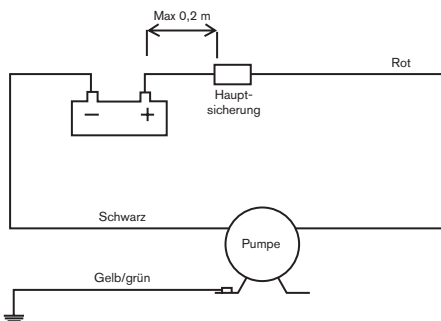 Max 0,2 m
Rot
Haupt-
sicherung
− +
Schwarz
Pumpe
Gelb/grün